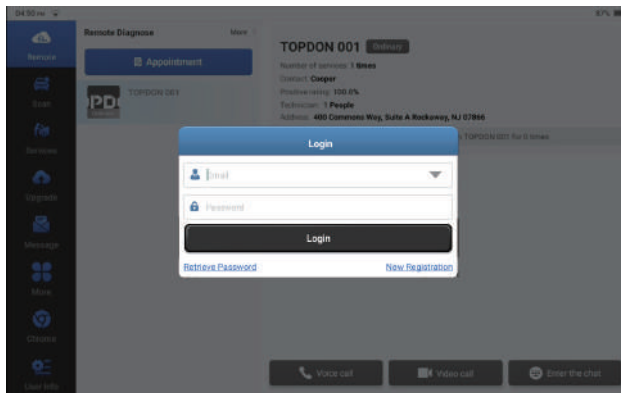 04:50 PM
87%
Remote
Remote Diagnose
More
Appointment
TOPDON 001
TOPDON 001 Ordinary
Number of services: 1 times
Contact: Cooper
Positive rating: 100.0%
Technician: 1 People
Address: 400 Commons Way, Suite A Rockaway, NJ 07866
TOPDON 001 for 0 times
Scan
Services
Upgrade
Message
More
User Info
Login
Email
Password
Login
Retrieve Password
New Registration
Voice call
Video call
Enter the chat